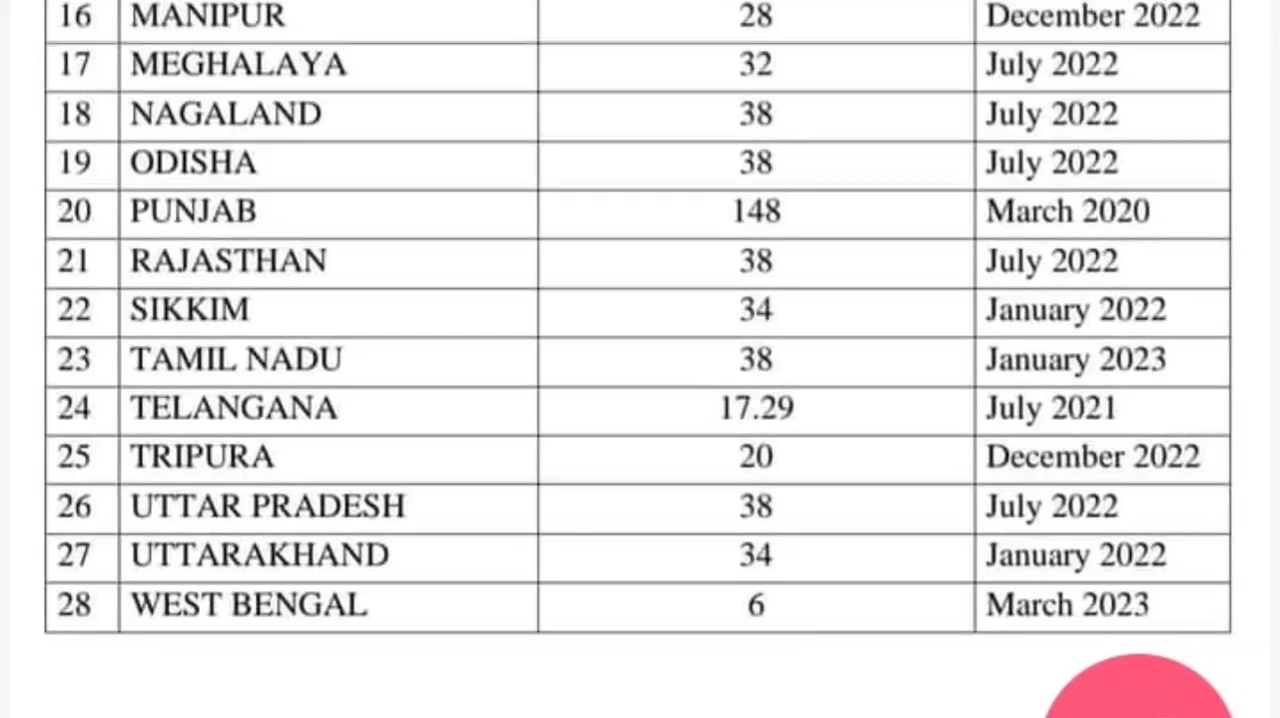 16 MANIPUR 28 December 2022
17 MEGHALAYA 32 July 2022
18 NAGALAND 38 July 2022
19 ODISHA 38 July 2022
20 PUNJAB 148 March 2020
21 RAJASTHAN 38 July 2022
22 SIKKIM 34 January 2022
23 TAMIL NADU 38 January 2023
24 TELANGANA 17.29 July 2021
25 TRIPURA 20 December 2022
26 UTTAR PRADESH 38 July 2022
27 UTTARAKHAND 34 January 2022
28 WEST BENGAL 6 March 2023